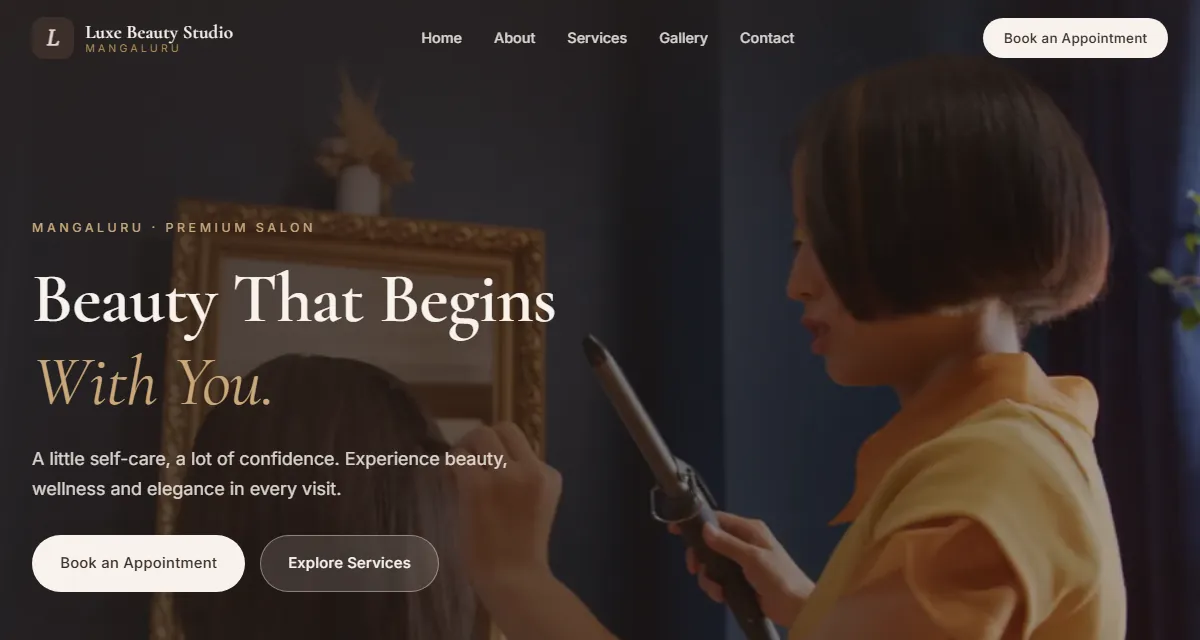 L
Luxe Beauty Studio
MANGALURU
Home
About
Services
Gallery
Contact
Book an Appointment
MANGALURU · PREMIUM SALON
Beauty That Begins
With You.
A little self-care, a lot of confidence. Experience beauty,
wellness and elegance in every visit.
Book an Appointment
Explore Services